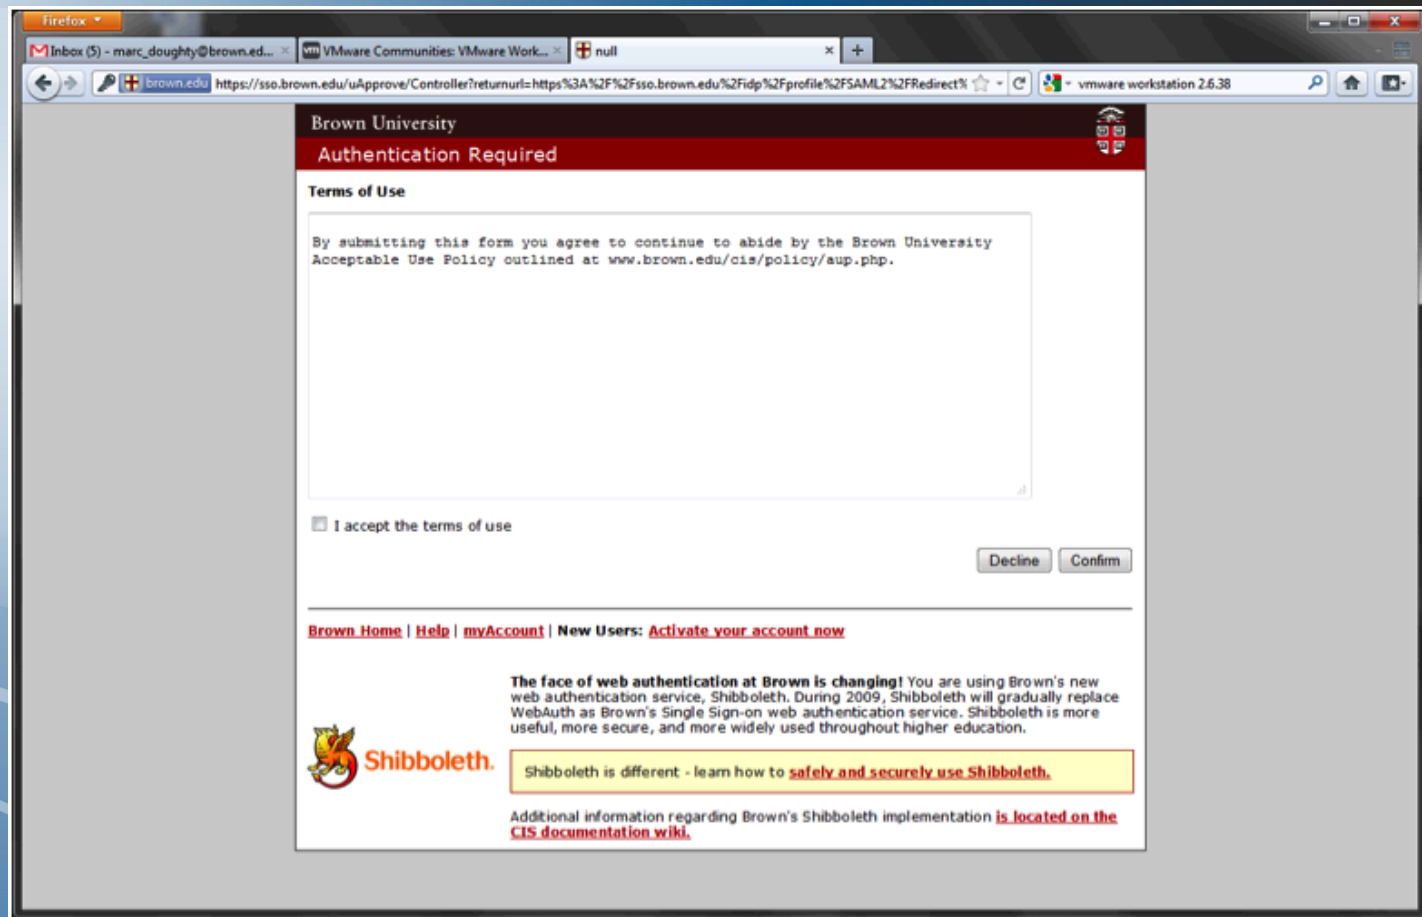 Firefox
Inbox (5) - marc_doughty@brown.ed...
VMware Communities: VMware Work...
null
brown.edu https://sso.brown.edu/uApprove/Controller?returnurl=https%3A%2F%2Fsso.brown.edu%2Fidp%2Fprofile%2FSAML2%2FRedirect%
vmware workstation 2.6.38
Brown University
Authentication Required
Terms of Use
By submitting this form you agree to continue to abide by the Brown University
Acceptable Use Policy outlined at www.brown.edu/cis/policy/aup.php.
I accept the terms of use
Decline
Confirm
Brown Home | Help | myAccount | New Users: Activate your account now
The face of web authentication at Brown is changing! You are using Brown's new
web authentication service, Shibboleth. During 2009, Shibboleth will gradually replace
WebAuth as Brown's Single Sign-on web authentication service. Shibboleth is more
useful, more secure, and more widely used throughout higher education.
Shibboleth.
Shibboleth is different - learn how to safely and securely use Shibboleth.
Additional information regarding Brown's Shibboleth implementation is located on the
CIS documentation wiki.